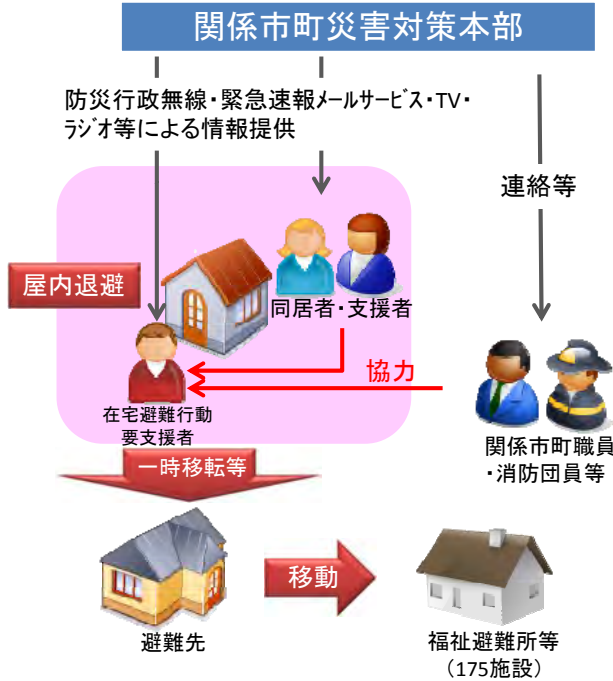 関係市町災害対策本部
防災行政無線・緊急速報ﾒｰﾙｻｰﾋﾞｽ・TV・
ﾗｼﾞｵ等による情報提供
連絡等
屋内退避
同居者・支援者
協力
在宅避難行動
要支援者
関係市町職員
・消防団員等
一時移転等
移動
避難先
福祉避難所等
（175施設）